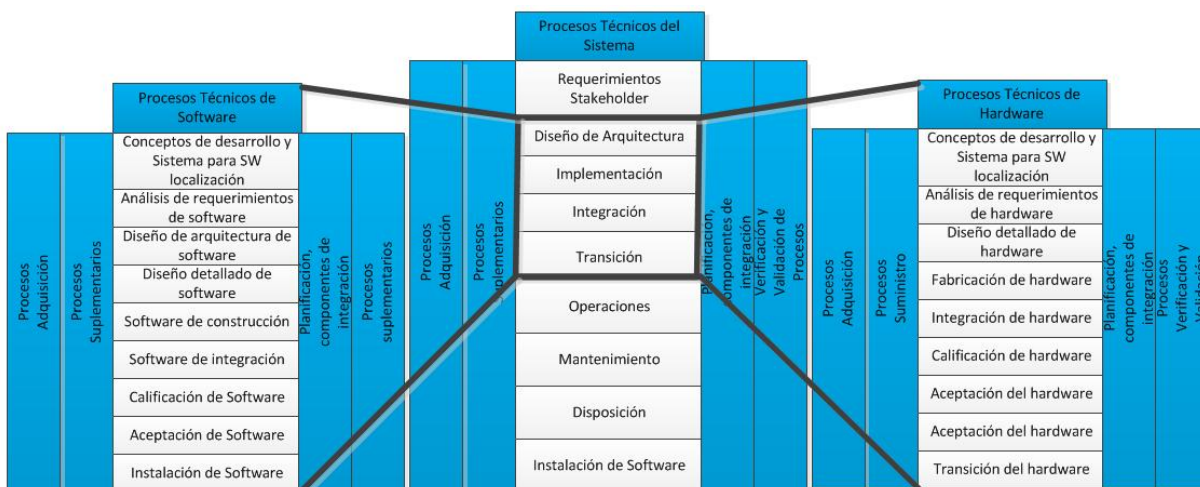 Procesos Técnicos de
Software
Conceptos de desarrollo y
Sistema para SW
localización
Análisis de requerimientos
de software
Diseño de arquitectura de
software
Diseño detallado de
software
Software de construcción
Software de integración
Calificación de Software
Aceptación de Software
Instalación de Software
Procesos
Adquisición
Procesos
Suplementarios
Planificación,
componentes de
integración
Procesos
suplementarios
Procesos Técnicos del
Sistema
Requerimientos
Stakeholder
Diseño de Arquitectura
Implementación
Integración
Transición
Operaciones
Mantenimiento
Disposición
Instalación de Software
Procesos
Adquisición
Procesos
Planificación,
componentes de
integración
Verificación y
Validación de
Procesos
Procesos Técnicos de
Hardware
Conceptos de desarrollo y
Sistema para SW
localización
Análisis de requerimientos
de hardware
Diseño detallado de
hardware
Fabricación de hardware
Integración de hardware
Calificación de hardware
Aceptación del hardware
Aceptación del hardware
Transición del hardware
Procesos
Adquisición
Procesos
Suministro
Planificación,
componentes de
integración
Procesos
Verificación y